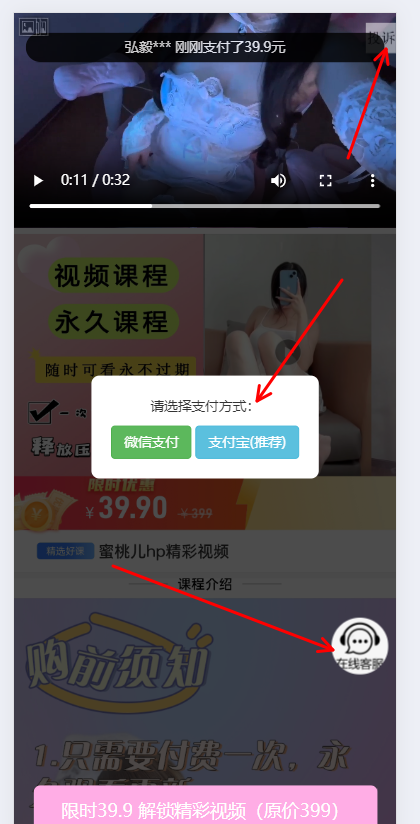 投诉
弘毅*** 刚刚支付了39.9元
0:11 / 0:32
视频课程
永久课程
随时可看永不过期
一次
释放压
请选择支付方式:
微信支付
支付宝(推荐)
限时优惠
¥39.90 ¥399
精选好课 蜜桃儿hp精彩视频
课程介绍
在线客服
购前须知
1.只需要付费一次，永
限时39.9 解锁精彩视频（原价399）